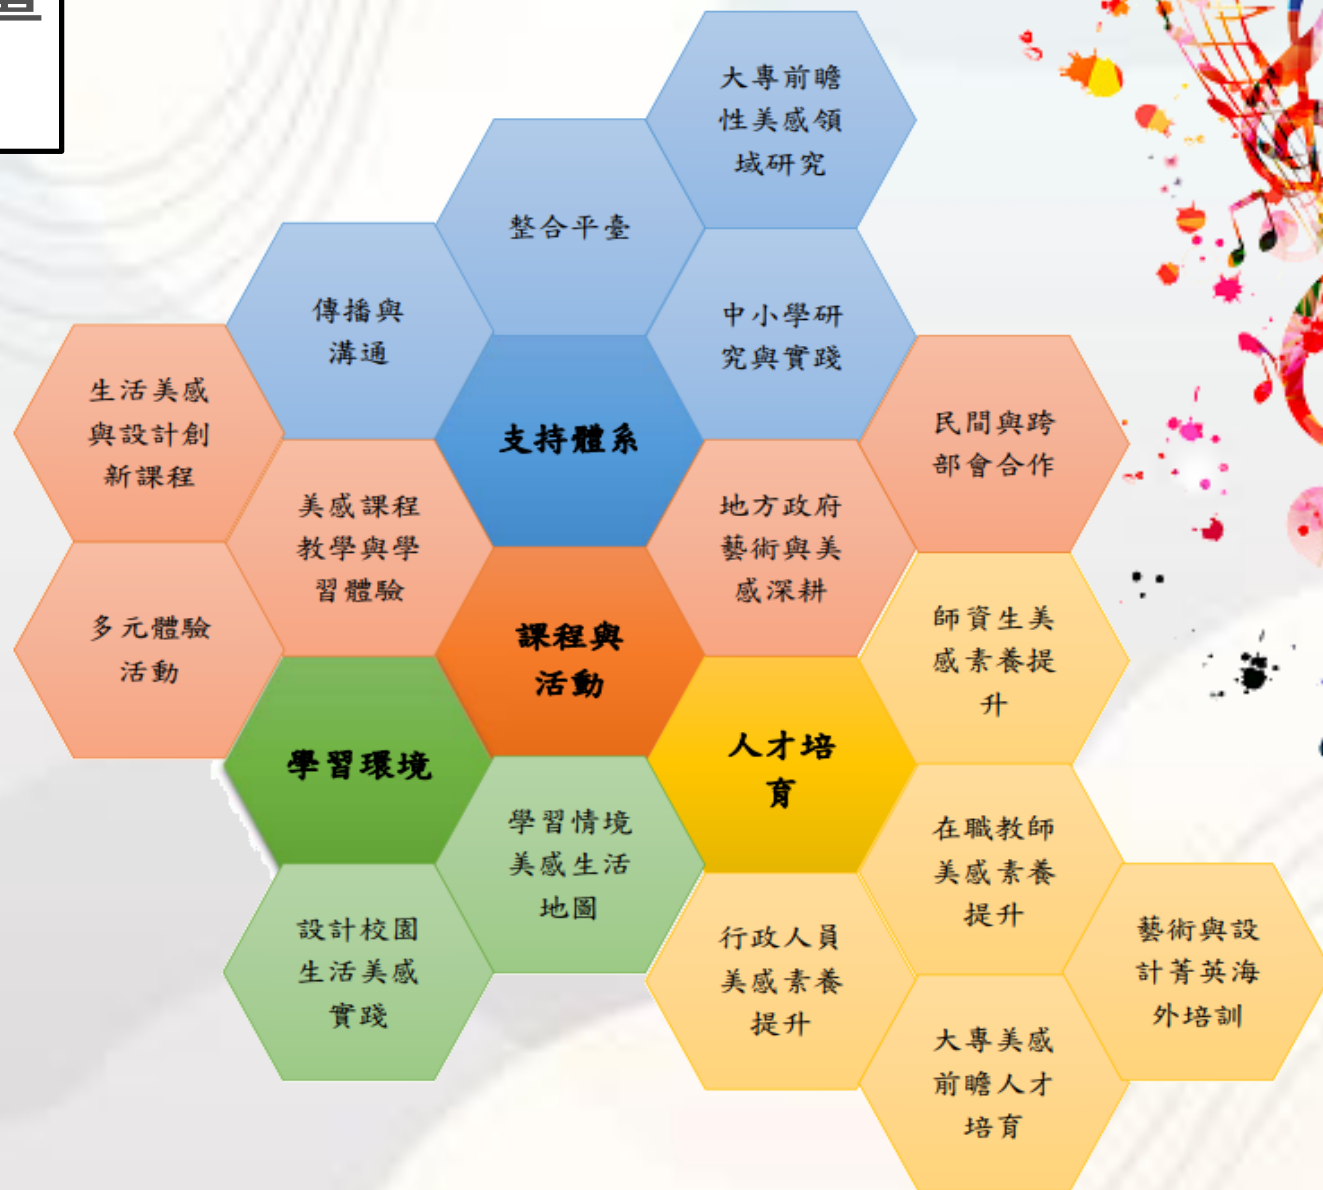 大專前瞻
性美感領
域研究
整合平臺
傳播與
溝通
中小學研
究與實踐
支持體系
生活美感
與設計創
新課程
民間與跨
部會合作
美感課程
教學與學
習體驗
地方政府
藝術與美
感深耕
多元體驗
活動
課程與
活動
師資生美
感素養提
升
學習環境
人才培
育
學習情境
美感生活
地圖
在職教師
美感素養
提升
設計校園
生活美感
實踐
行政人員
美感素養
提升
藝術與設
計菁英海
外培訓
大專美感
前瞻人才
培育